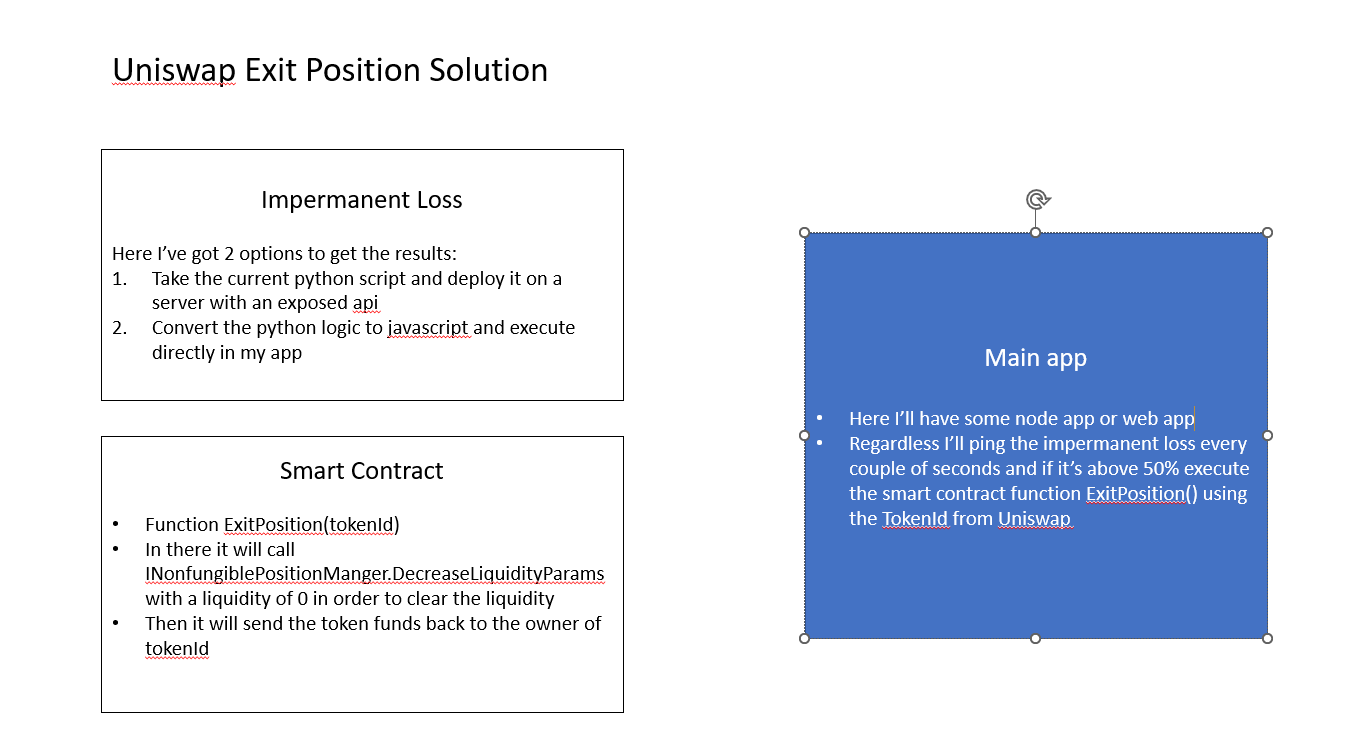 Uniswap Exit Position Solution
Impermanent Loss
Here I've got 2 options to get the results:
1. Take the current python script and deploy it on a
server with an exposed api
2. Convert the python logic to javascript and execute
directly in my app
Smart Contract
• Function ExitPosition(tokenId)
• In there it will call
INonfungiblePositionManger.DecreaseLiquidityParams
with a liquidity of 0 in order to clear the liquidity
• Then it will send the token funds back to the owner of
tokenId
Main app
• Here I'll have some node app or web app
• Regardless I'll ping the impermanent loss every
couple of seconds and if it's above 50% execute
the smart contract function ExitPosition() using
the TokenId from Uniswap